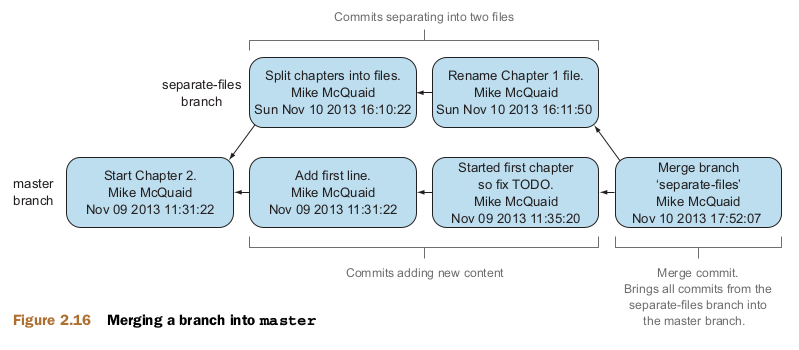 Commits separating into two files
separate-files
branch
Split chapters into files.
Mike McQuaid
Sun Nov 10 2013 16:10:22
Rename Chapter 1 file.
Mike McQuaid
Sun Nov 10 2013 16:11:50
master
branch
Start Chapter 2.
Mike McQuaid
Nov 09 2013 11:31:22
Add first line.
Mike McQuaid
Nov 09 2013 11:31:22
Started first chapter
so fix TODO.
Mike McQuaid
Nov 09 2013 11:35:20
Merge branch
‘separate-files’
Mike McQuaid
Nov 10 2013 17:52:07
Commits adding new content
Merge commit.
Brings all commits from the
separate-files branch into
the master branch.
Figure 2.16 Merging a branch into master